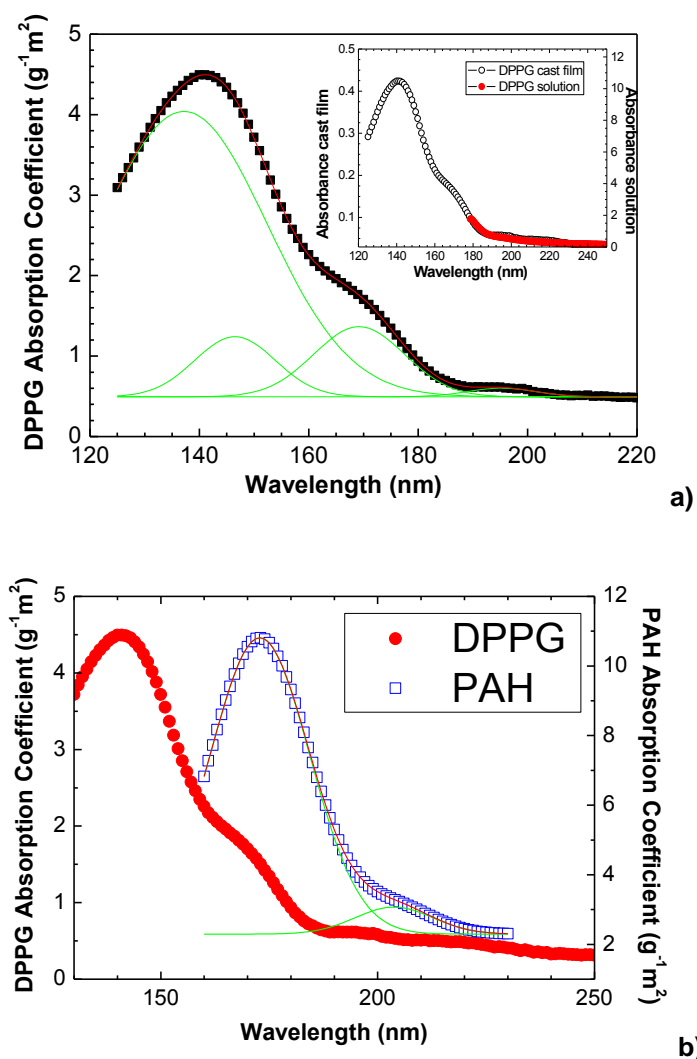 5
4
3
2
1
0
120
140
160
180
200
220
DPPG Absorption Coefficient (g⁻¹m²)
Wavelength (nm)
0.5
0.4
0.3
0.2
0.1
10
8
6
4
2
0
120 140 160 180 200 220 240
Absorbance cast film
Absorbance solution
Wavelength (nm)
DPPG cast film
DPPG solution
a)
5
4
3
2
1
0
12
10
8
6
4
2
150
200
250
DPPG Absorption Coefficient (g⁻¹m²)
PAH Absorption Coefficient (g⁻¹m²)
DPPG
PAH
Wavelength (nm)
b)